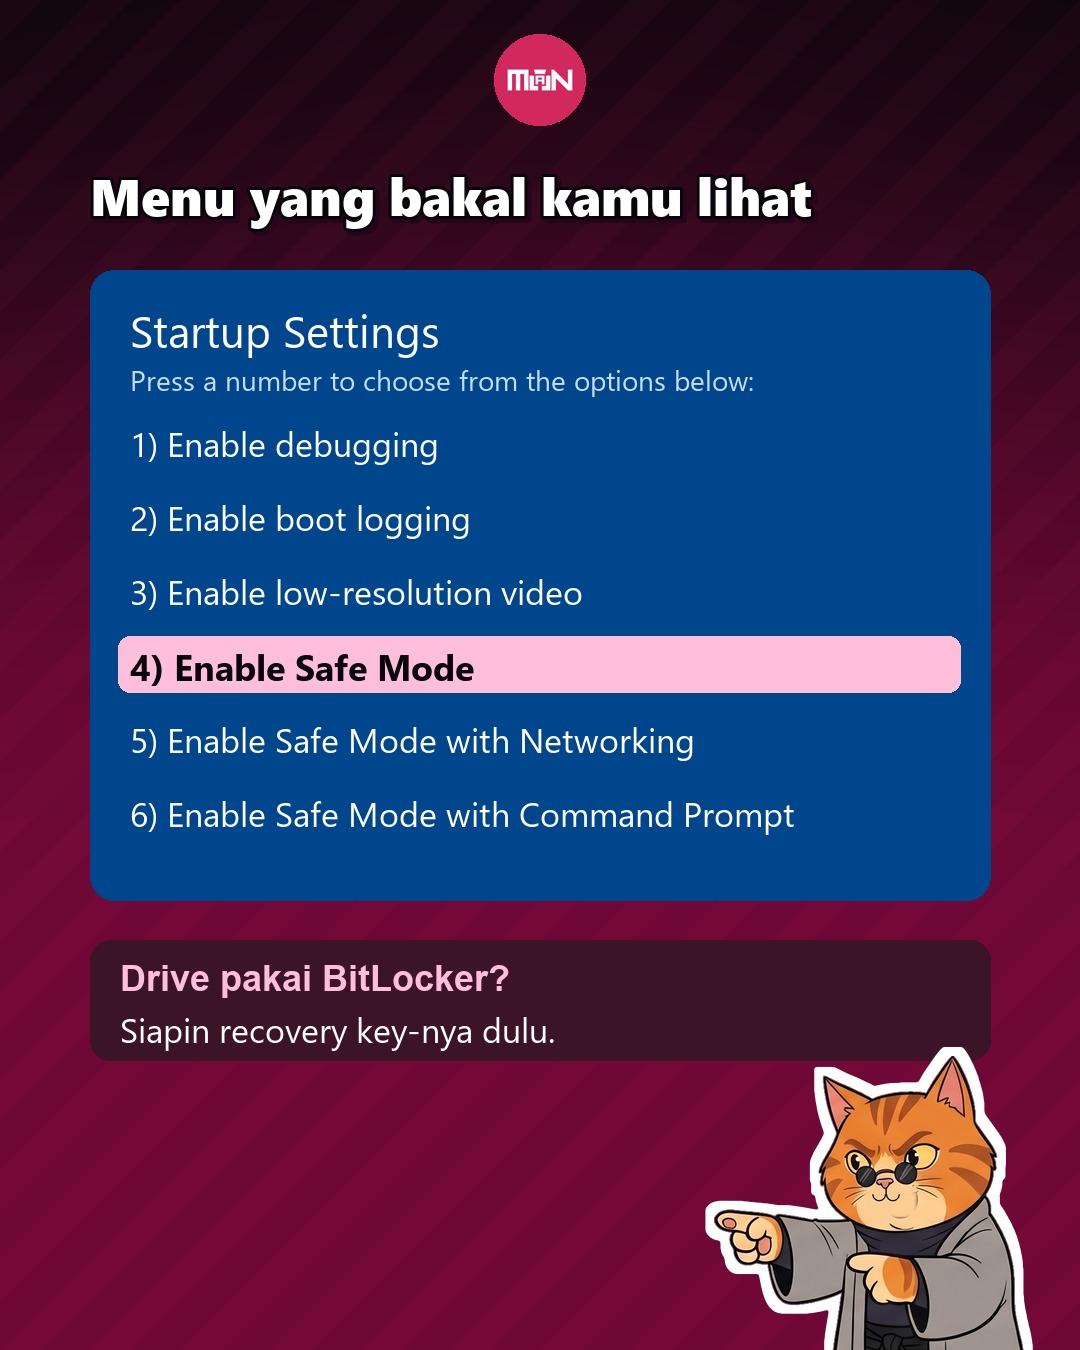 Menu yang bakal kamu lihat
Startup Settings
Press a number to choose from the options below:
1) Enable debugging
2) Enable boot logging
3) Enable low-resolution video
4) Enable Safe Mode
5) Enable Safe Mode with Networking
6) Enable Safe Mode with Command Prompt
Drive pakai BitLocker?
Siapin recovery key-nya dulu.